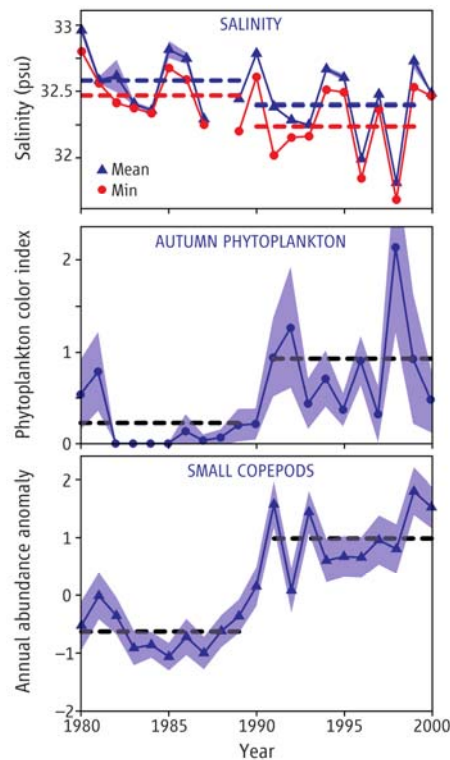 SALINITY
33
32.5
32
Salinity (psu)
Mean
Min
AUTUMN PHYTOPLANKTON
2
1
0
Phytoplankton color index
SMALL COPEPODS
2
1
0
−1
−2
Annual abundance anomaly
1980 1985 1990 1995 2000
Year